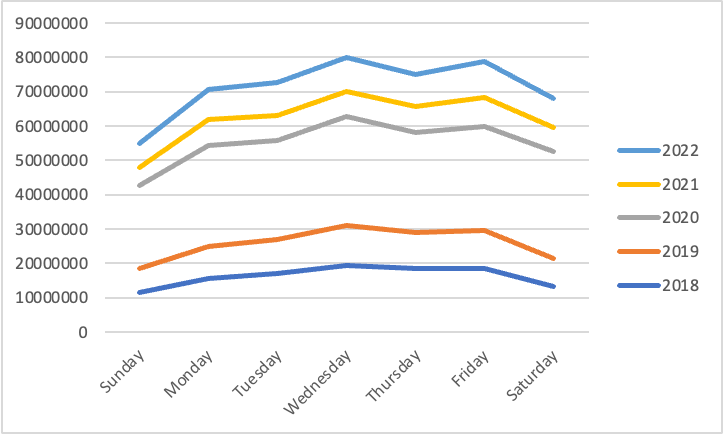 90000000
80000000
70000000
60000000
50000000
40000000
30000000
20000000
10000000
0
Sunday
Monday
Tuesday
Wednesday
Thursday
Friday
Saturday
2022
2021
2020
2019
2018